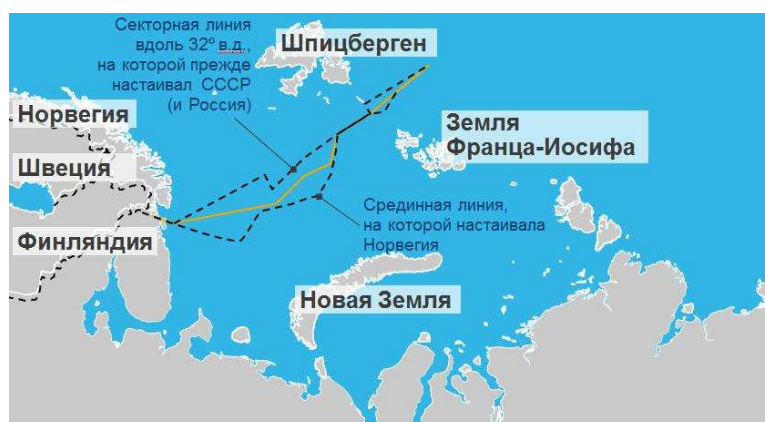 Секторная линия
вдоль 32º в.д.,
на которой прежде
настаивал СССР
(и Россия)
Шпицберген
Норвегия
Швеция
Финляндия
Земля
Франца-Иосифа
Срединная линия,
на которой настаивала
Норвегия
Новая Земля